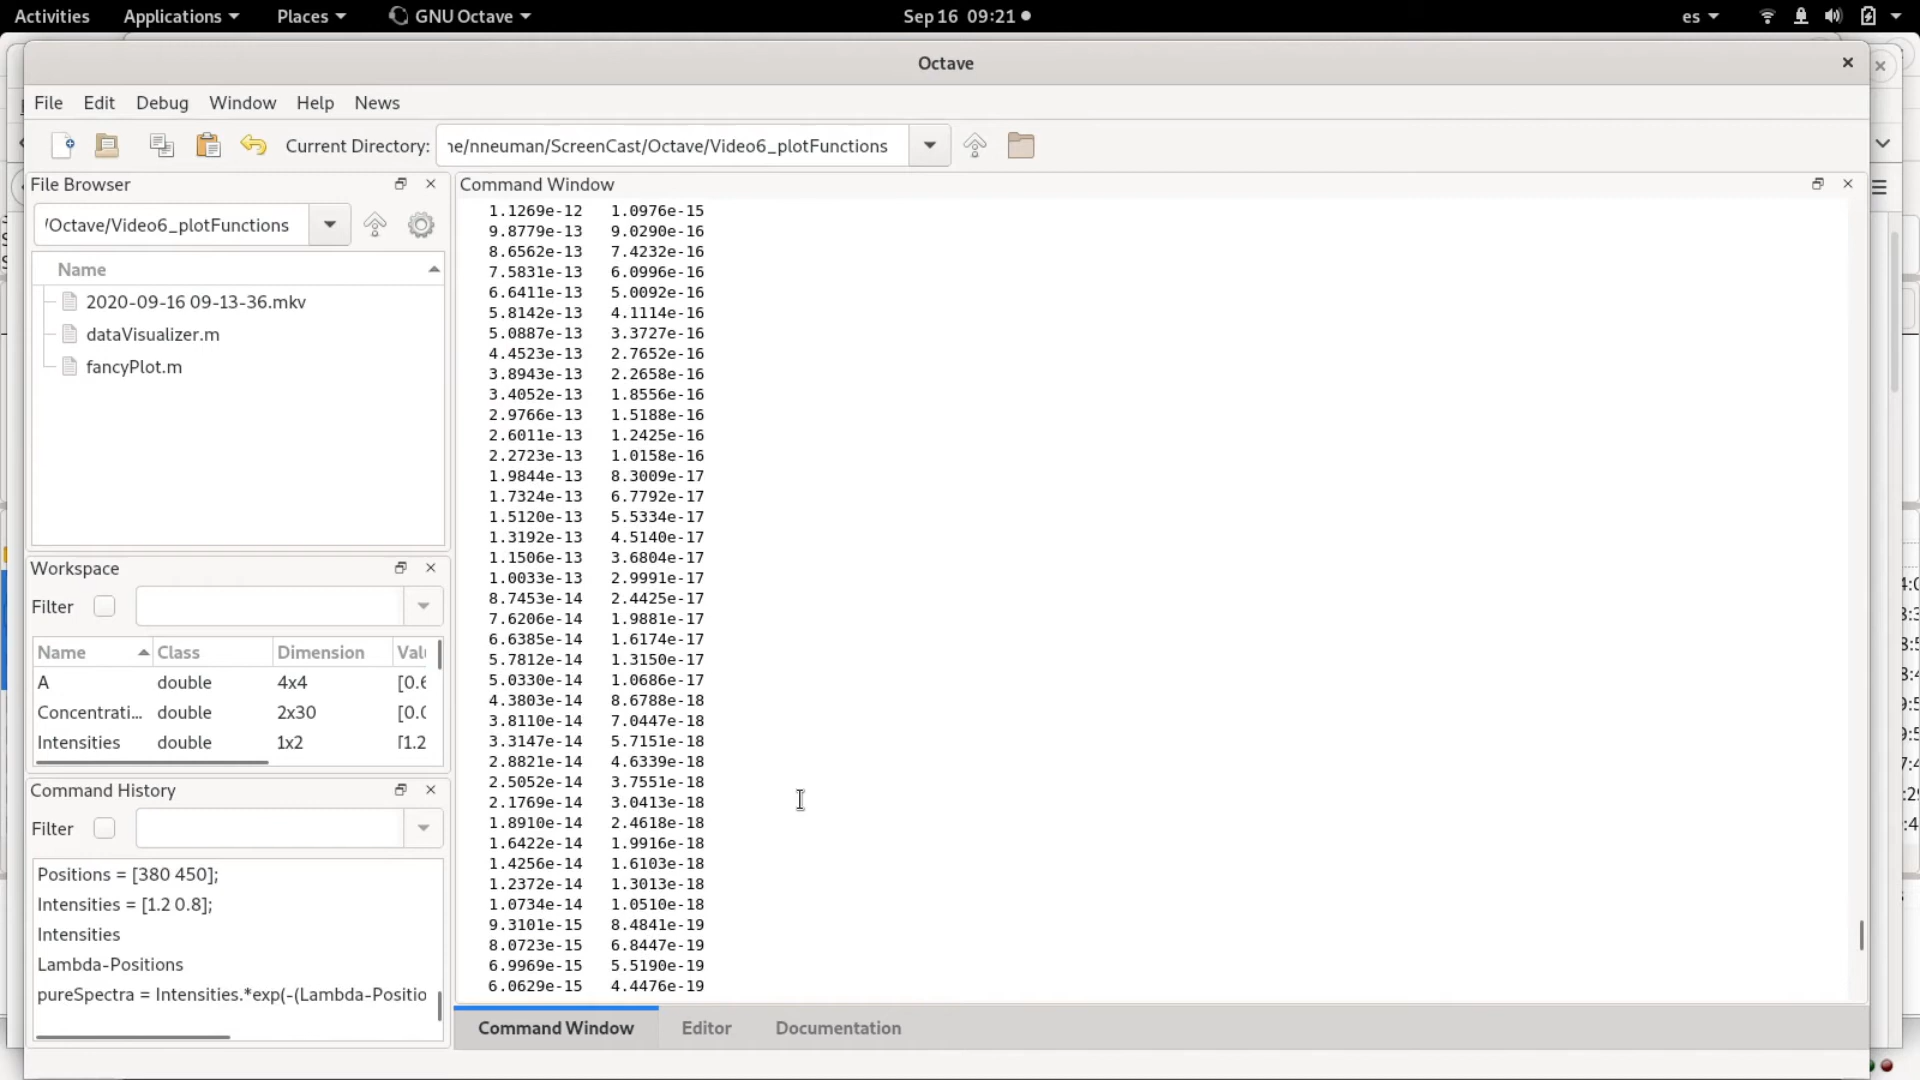 Activities Applications Places GNU Octave Sep 16 09:21 es
Octave
File Edit Debug Window Help News
Current Directory: ne/nneuman/ScreenCast/Octave/Video6_plotFunctions
File Browser
/Octave/Video6_plotFunctions
Name
2020-09-16 09-13-36.mkv
dataVisualizer.m
fancyPlot.m
Workspace
Filter
Name Class Dimension Valu
A double 4x4 [0.6
Concentrati... double 2x30 [0.0
Intensities double 1x2 [1.2
Command History
Filter
Positions = [380 450];
Intensities = [1.2 0.8];
Intensities
Lambda-Positions
pureSpectra = Intensities.*exp(-(Lambda-Positio
Command Window
1.1269e-12 1.0976e-15
9.8779e-13 9.0290e-16
8.6562e-13 7.4232e-16
7.5831e-13 6.0996e-16
6.6411e-13 5.0092e-16
5.8142e-13 4.1114e-16
5.0887e-13 3.3727e-16
4.4523e-13 2.7652e-16
3.8943e-13 2.2658e-16
3.4052e-13 1.8556e-16
2.9766e-13 1.5188e-16
2.6011e-13 1.2425e-16
2.2723e-13 1.0158e-16
1.9844e-13 8.3009e-17
1.7324e-13 6.7792e-17
1.5120e-13 5.5334e-17
1.3192e-13 4.5140e-17
1.1506e-13 3.6804e-17
1.0033e-13 2.9991e-17
8.7453e-14 2.4425e-17
7.6206e-14 1.9881e-17
6.6385e-14 1.6174e-17
5.7812e-14 1.3150e-17
5.0330e-14 1.0686e-17
4.3803e-14 8.6788e-18
3.8110e-14 7.0447e-18
3.3147e-14 5.7151e-18
2.8821e-14 4.6339e-18
2.5052e-14 3.7551e-18
2.1769e-14 3.0413e-18
1.8910e-14 2.4618e-18
1.6422e-14 1.9916e-18
1.4256e-14 1.6103e-18
1.2372e-14 1.3013e-18
1.0734e-14 1.0510e-18
9.3101e-15 8.4841e-19
8.0723e-15 6.8447e-19
6.9969e-15 5.5190e-19
6.0629e-15 4.4476e-19
Command Window Editor Documentation